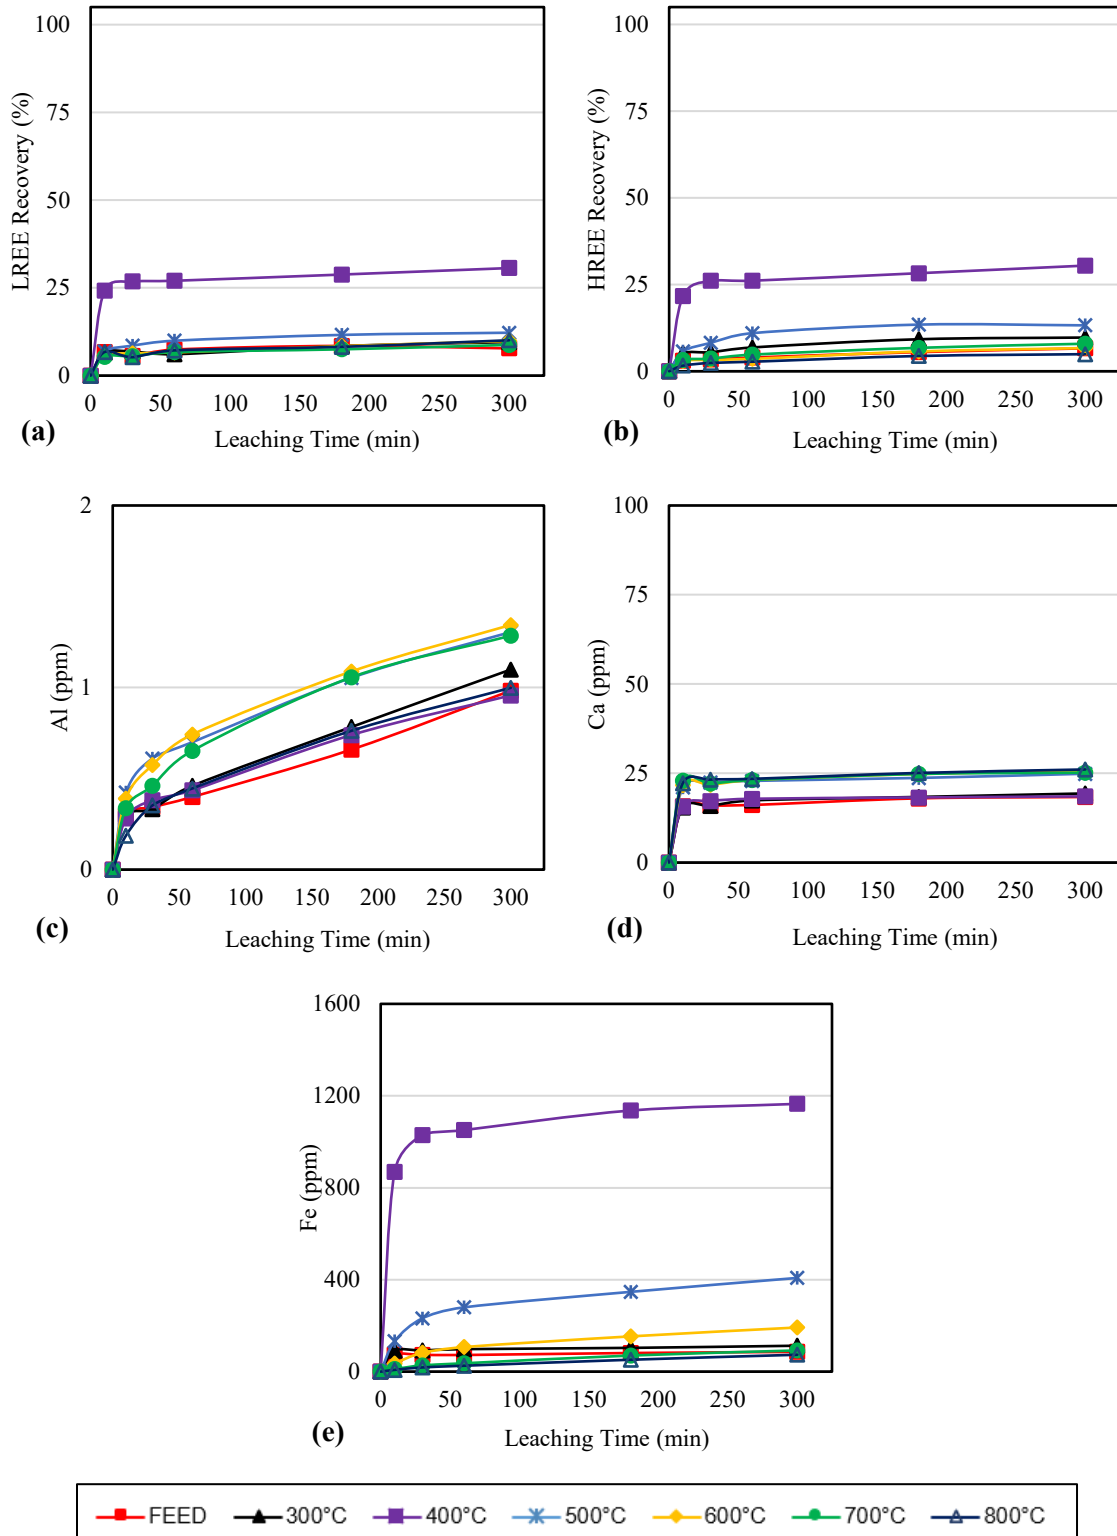 100
75
50
25
0
LREE Recovery (%)
0 50 100 150 200 250 300
(a)
Leaching Time (min)
100
75
50
25
0
HREE Recovery (%)
0 50 100 150 200 250 300
(b)
Leaching Time (min)
2
1
0
Al (ppm)
0 50 100 150 200 250 300
(c)
Leaching Time (min)
100
75
50
25
0
Ca (ppm)
0 50 100 150 200 250 300
(d)
Leaching Time (min)
1600
1200
800
400
0
Fe (ppm)
0 50 100 150 200 250 300
(e)
Leaching Time (min)
FEED 300°C 400°C 500°C 600°C 700°C 800°C